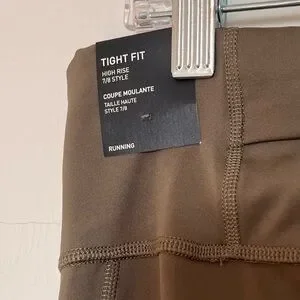 TIGHT FIT
HIGH RISE
7/8 STYLE
COUPE MOULANTE
TAILLE HAUTE
STYLE 7/8
RUNNING